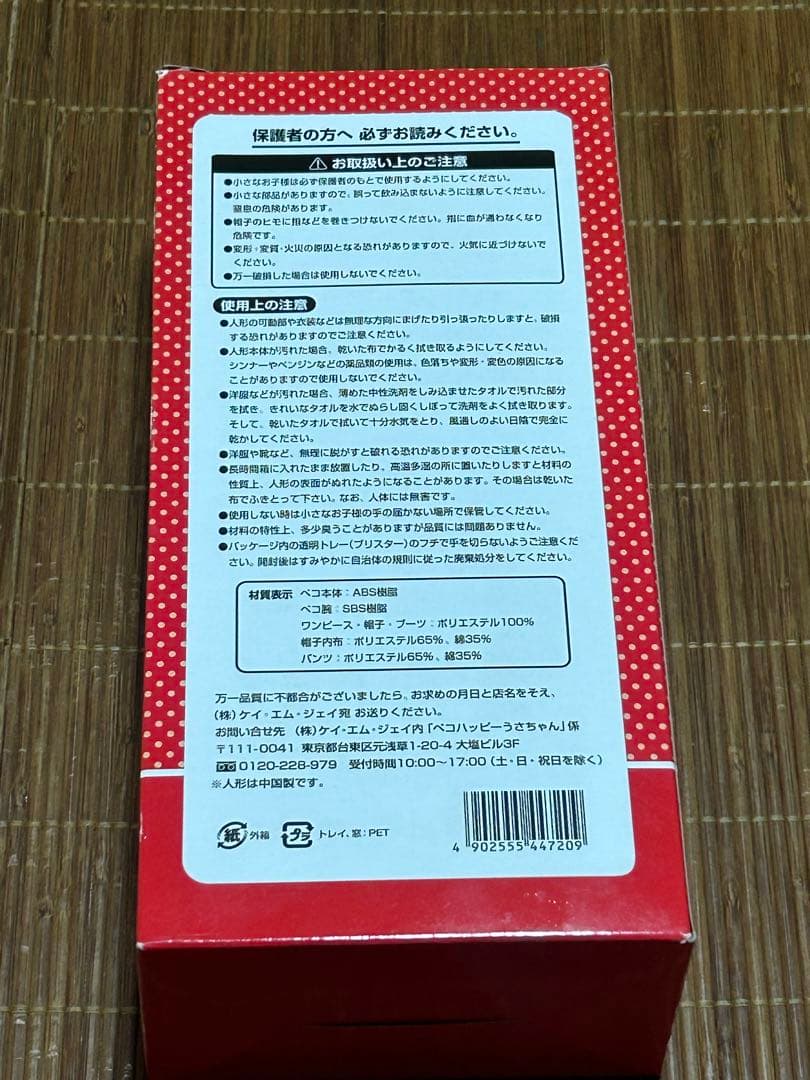 保護者の方へ 必ずお読みください。
⚠ お取扱い上のご注意
●小さなお子様は必ず保護者のもとで使用するようにしてください。
●小さな部品がありますので、誤って飲み込まないように注意してください。
窒息の危険があります。
●帽子のヒモに指などを巻きつけないでください。指に血が通わなくなり
危険です。
●変形・変質・火災の原因となる恐れがありますので、火気に近づけないで
ください。
●万一破損した場合は使用しないでください。
使用上の注意
●人形の可動部や衣装などは無理な方向にまげたり引っ張ったりしますと、破損
する恐れがありますのでご注意ください。
●人形本体が汚れた場合、乾いた布でかるく拭き取るようにしてください。
シンナーやベンジンなどの薬品類の使用は、色落ちや変形・変色の原因になる
ことがありますので使用しないでください。
●洋服などが汚れた場合、薄めた中性洗剤をしみ込ませたタオルで汚れた部分
を拭き、きれいなタオルを水でぬらし固くしぼって洗剤をよく拭き取ります。
そして、乾いたタオルで拭いて十分水気をとり、風通しのよい日陰で完全に
乾かしてください。
●洋服や靴など、無理に脱がすと破れる恐れがありますのでご注意ください。
●長時間箱に入れたまま放置したり、高温多湿の所に置いたりしますと材料の
性質上、人形の表面がぬれたようになることがあります。その場合は乾いた
布でふきとって下さい。なお、人体には無害です。
●使用しない時は小さなお子様の手の届かない場所で保管してください。
●材料の特性上、多少臭うことがありますが品質には問題ありません。
●パッケージ内の透明トレー(ブリスター)のフチで手を切らないようご注意くだ
さい。開封後はすみやかに自治体の規則に従った廃棄処分をしてください。
材質表示 ペコ本体：ABS樹脂
ペコ腕：SBS樹脂
ワンピース・帽子・ブーツ：ポリエステル100%
帽子内布：ポリエステル65%、綿35%
パンツ：ポリエステル65%、綿35%
万一品質に不都合がございましたら、お求めの月日と店名をそえ、
(株)ケイ・エム・ジェイ宛 お送りください。
お問い合せ先 (株)ケイ・エム・ジェイ内「ペコハッピーうさちゃん」係
〒111-0041 東京都台東区元浅草1-20-4 大塩ビル3F
0120-228-979 受付時間10:00〜17:00(土・日・祝日を除く)
※人形は中国製です。
紙 外箱 プラ トレイ、窓：PET
4 902555 447209